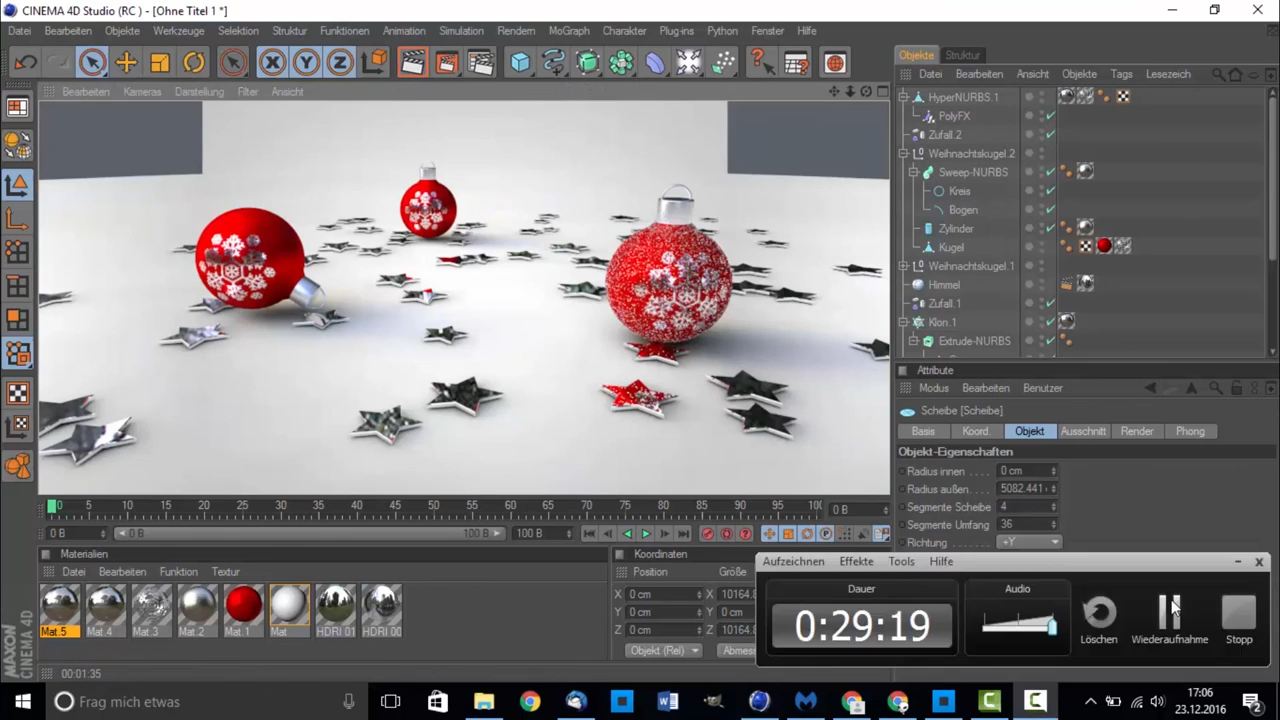 CINEMA 4D Studio (RC ) - [Ohne Titel 1 *]
Datei Bearbeiten Objekte Werkzeuge Selektion Struktur Funktionen Animation Simulation Rendern MoGraph Charakter Plug-ins Python Fenster Hilfe
X Y Z
Objekte Struktur
Datei Bearbeiten Ansicht Objekte Tags Lesezeich
Bearbeiten Kameras Darstellung Filter Ansicht
HyperNURBS.1
PolyFX
Zufall.2
Weihnachtskugel.2
Sweep-NURBS
Kreis
Bogen
Zylinder
Kugel
Weihnachtskugel.1
Himmel
Zufall.1
Klon.1
Extrude-NURBS
Attribute
Modus Bearbeiten Benutzer
Scheibe [Scheibe]
Basis Koord. Objekt Ausschnitt Render Phong
Objekt-Eigenschaften
Radius innen . . . 0 cm
Radius außen. . . . 5082.441
Segmente Scheibe 4
Segmente Umfang 36
Richtung . . . . . . . +Y
0 5 10 15 20 25 30 35 40 45 50 55 60 65 70 75 80 85 90 95 100
0 B
0 B 0 B 100 B 100 B
Materialien
Datei Bearbeiten Funktion Textur
Mat.5 Mat.4 Mat.3 Mat.2 Mat.1 Mat HDRI 01 HDRI 00
Koordinaten
Position Größe
X 0 cm X 10164.8
Y 0 cm Y 0 cm
Z 0 cm Z 10164.8
Objekt (Rel) Abmess
MAXON
CINEMA 4D
00:01:35
Aufzeichnen Effekte Tools Hilfe
Dauer Audio
0:29:19
Löschen Wiederaufnahme Stopp
Frag mich etwas
17:06
23.12.2016
2